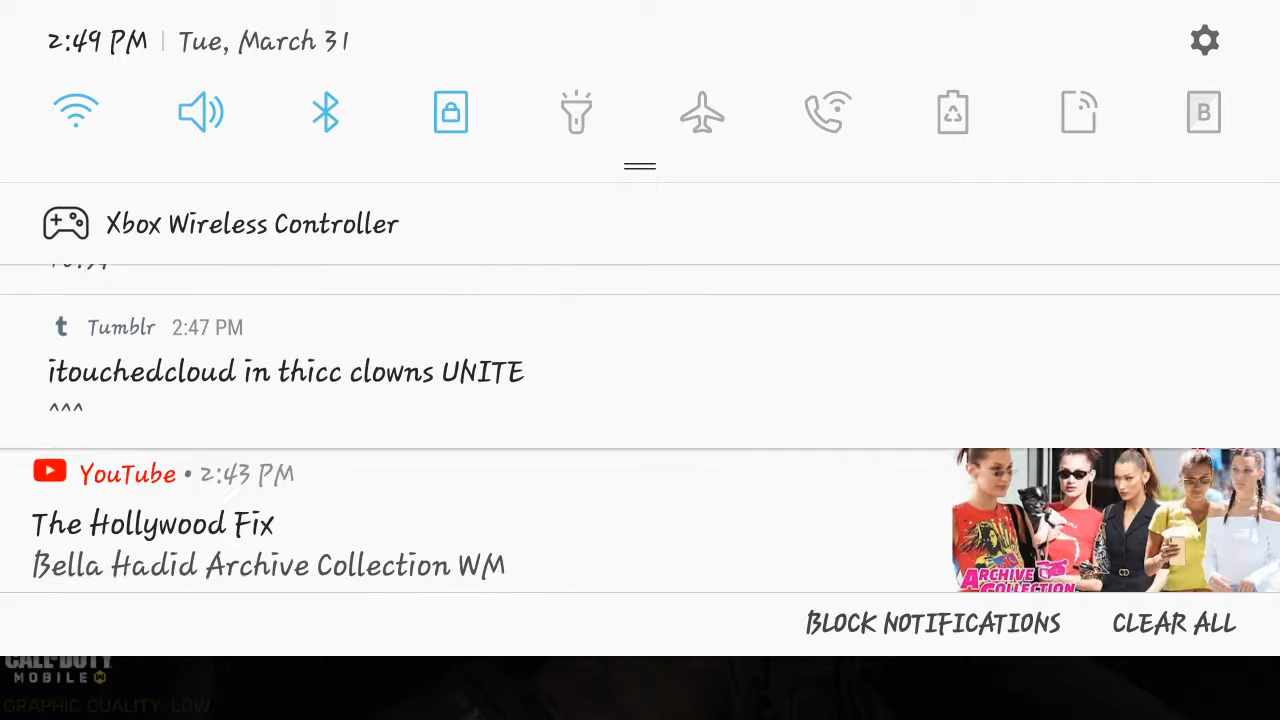 2:49 PM | Tue, March 31
B
Xbox Wireless Controller
t Tumblr 2:47 PM
itouchedcloud in thicc clowns UNITE
^^^
YouTube • 2:43 PM
The Hollywood Fix
Bella Hadid Archive Collection WM
ARCHIVE
COLLECTION
BLOCK NOTIFICATIONS CLEAR ALL
CALL·DUTY
MOBILE
GRAPHIC QUALITY: LOW